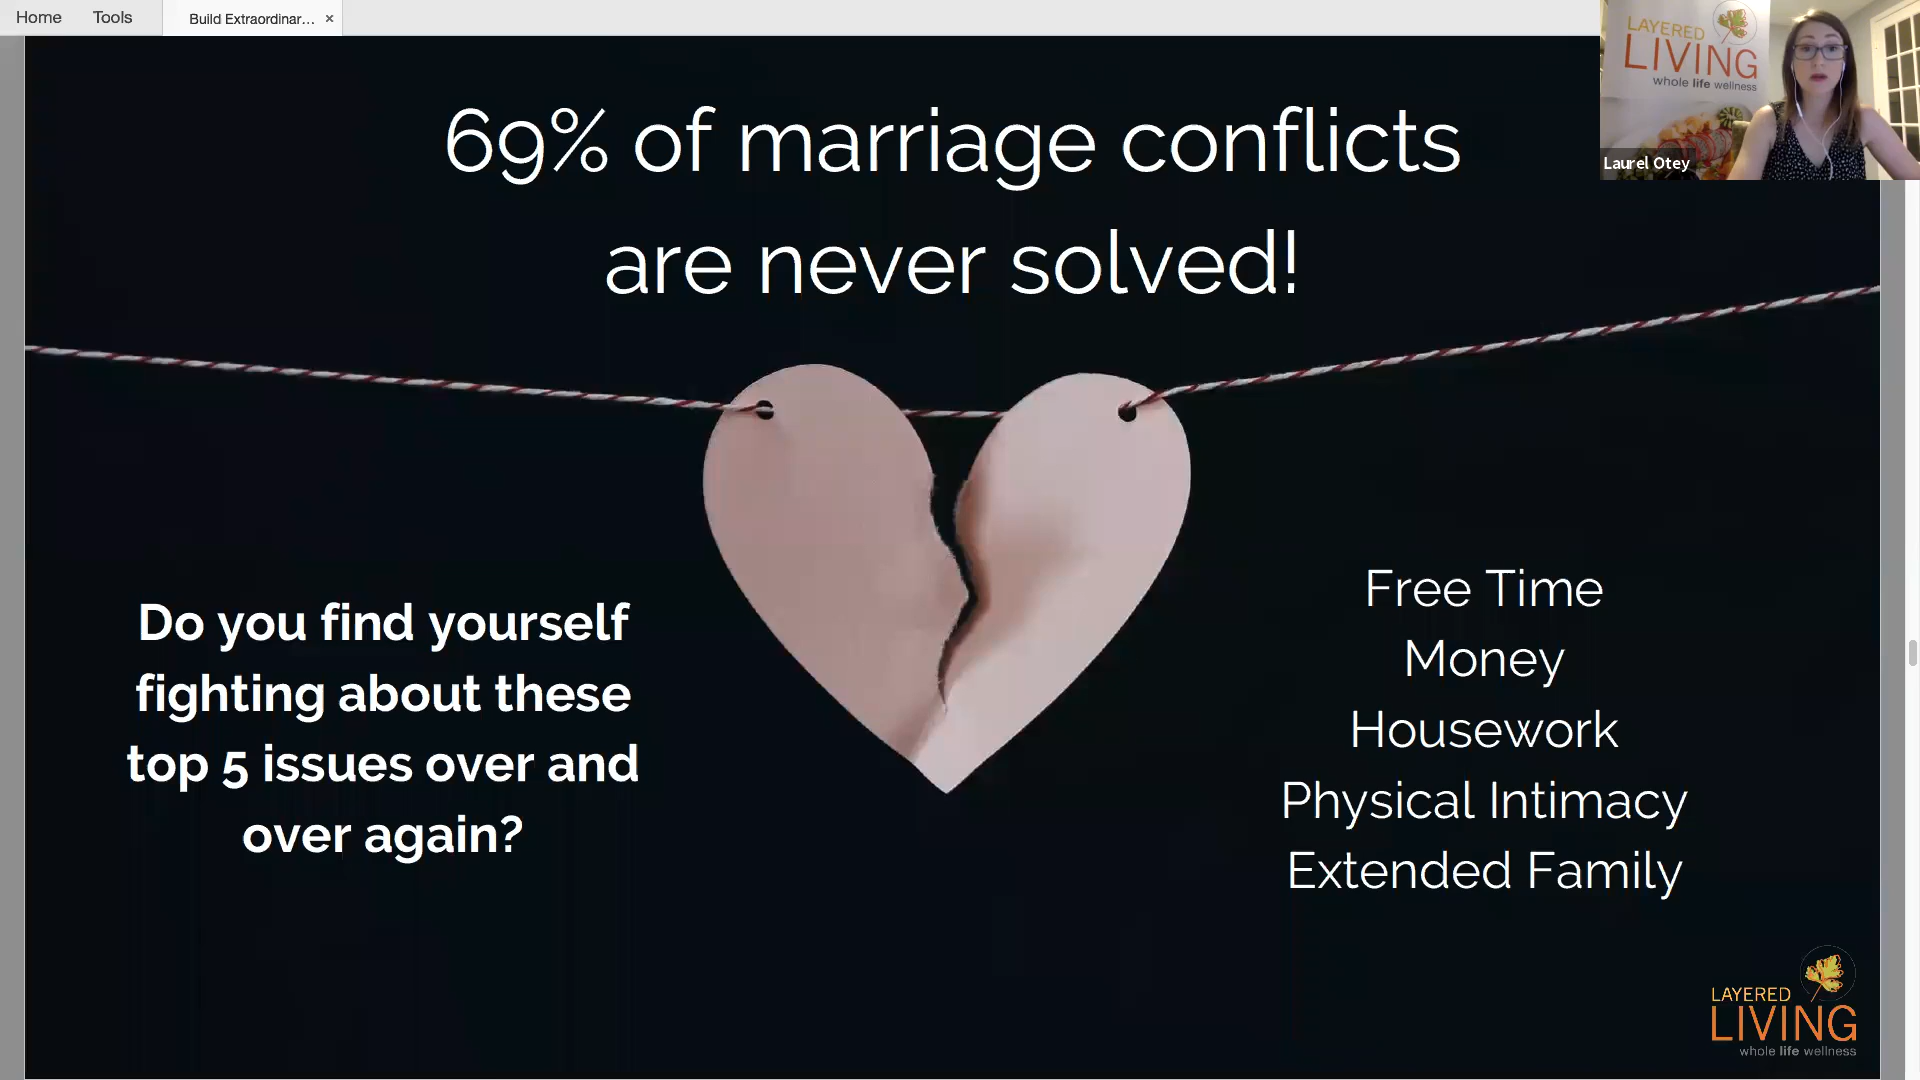 Home Tools Build Extraordinar... ×
LAYERED
LIVING
whole life wellness
Laurel Otey
69% of marriage conflicts
are never solved!
Do you find yourself
fighting about these
top 5 issues over and
over again?
Free Time
Money
Housework
Physical Intimacy
Extended Family
LAYERED
LIVING
whole life wellness